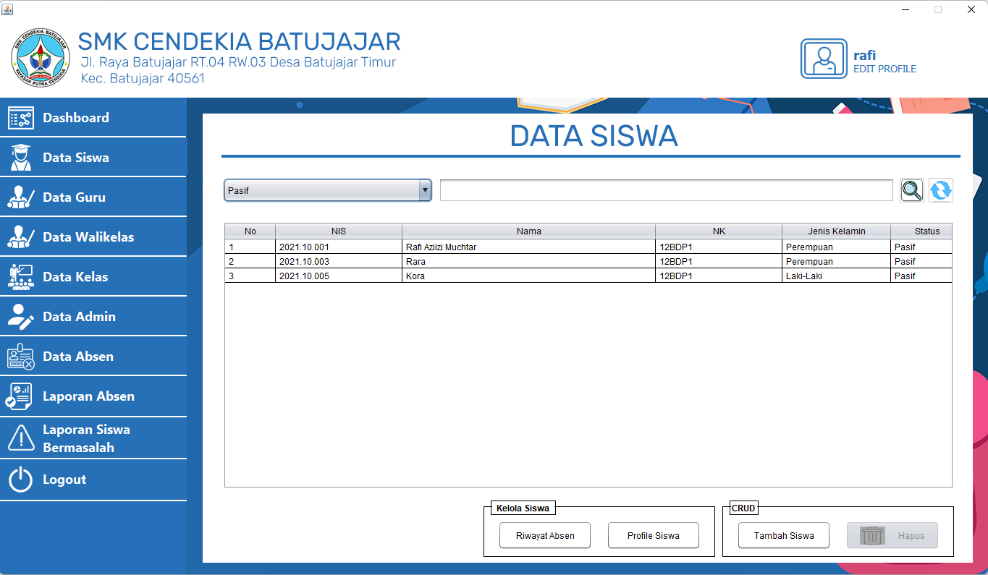 SMK CENDEKIA BATUJAJAR
Jl. Raya Batujajar RT.04 RW.03 Desa Batujajar Timur
Kec. Batujajar 40561
rafi
EDIT PROFILE
Dashboard
Data Siswa
Data Guru
Data Walikelas
Data Kelas
Data Admin
Data Absen
Laporan Absen
Laporan Siswa
Bermasalah
Logout
DATA SISWA
Pasif
No NIS Nama NK Jenis Kelamin Status
1 2021.10.001 Rafi Aziizi Muchtar 12BDP1 Perempuan Pasif
2 2021.10.003 Rara 12BDP1 Perempuan Pasif
3 2021.10.005 Kora 12BDP1 Laki-Laki Pasif
Kelola Siswa
Riwayat Absen Profile Siswa
CRUD
Tambah Siswa Hapus